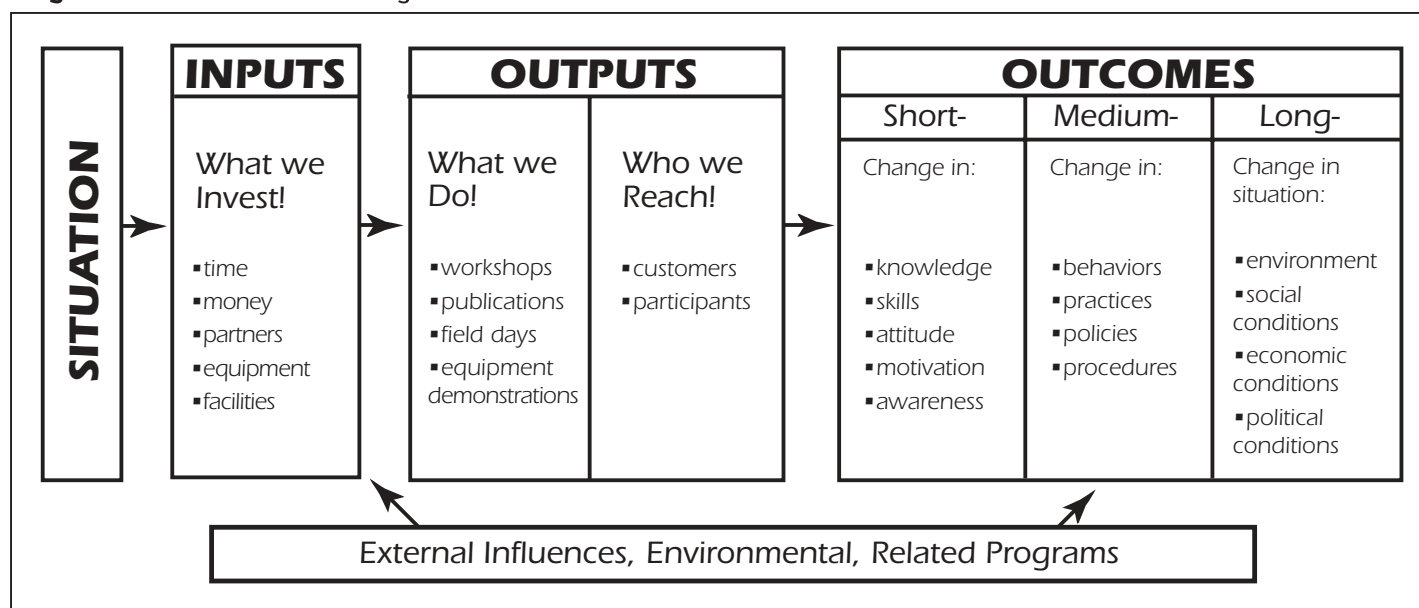 SITUATION
INPUTS
What we
Invest!
▪time
▪money
▪partners
▪equipment
▪facilities
OUTPUTS
What we
Do!
▪workshops
▪publications
▪field days
▪equipment
demonstrations
Who we
Reach!
▪customers
▪participants
OUTCOMES
Short-
Change in:
▪knowledge
▪skills
▪attitude
▪motivation
▪awareness
Medium-
Change in:
▪behaviors
▪practices
▪policies
▪procedures
Long-
Change in
situation:
▪environment
▪social
conditions
▪economic
conditions
▪political
conditions
External Influences, Environmental, Related Programs